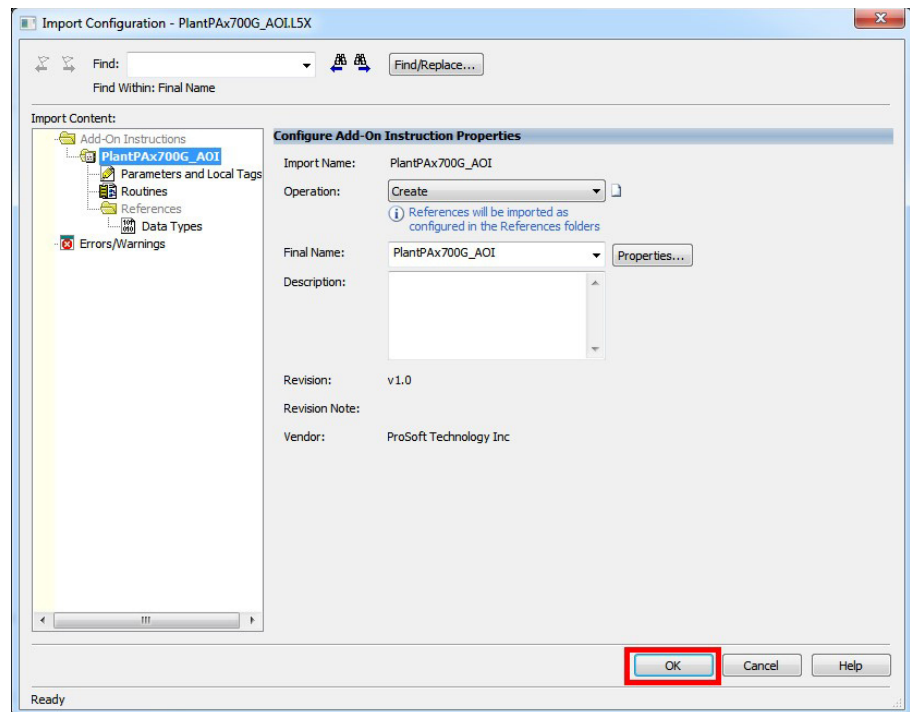 Import Configuration - PlantPAx700G_AOI.L5X
X
Find:
Find/Replace...
Find Within: Final Name
Import Content:
Add-On Instructions
PlantPAx700G_AOI
Parameters and Local Tags
Routines
References
Data Types
Errors/Warnings
Configure Add-On Instruction Properties
Import Name: PlantPAx700G_AOI
Operation: Create
References will be imported as
configured in the References folders
Final Name: PlantPAx700G_AOI Properties...
Description:
Revision: v1.0
Revision Note:
Vendor: ProSoft Technology Inc
OK Cancel Help
Ready